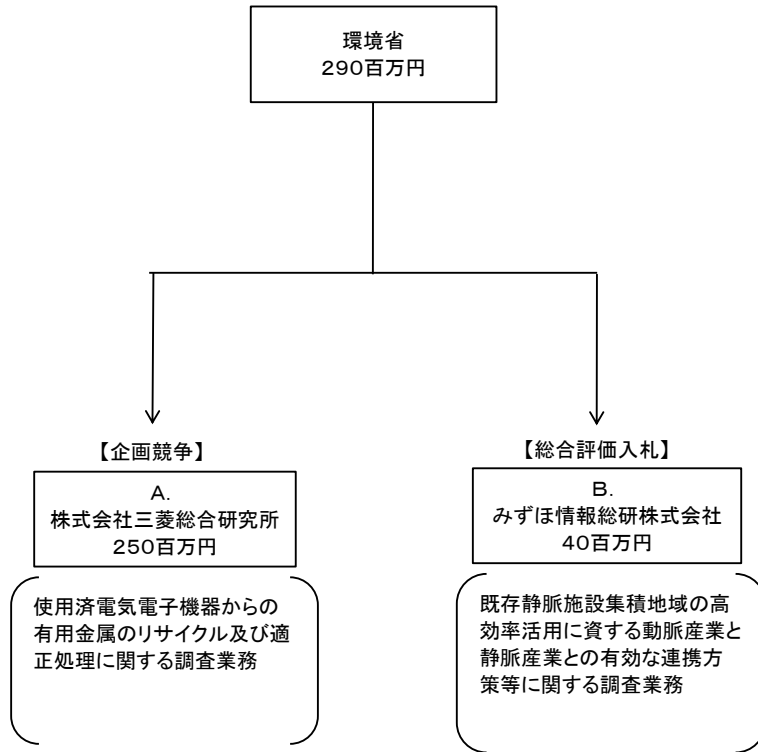 環境省
290百万円
【企画競争】
A.
株式会社三菱総合研究所
250百万円
使用済電気電子機器からの
有用金属のリサイクル及び適
正処理に関する調査業務
【総合評価入札】
B.
みずほ情報総研株式会社
40百万円
既存静脈施設集積地域の高
効率活用に資する動脈産業と
静脈産業との有効な連携方
策等に関する調査業務